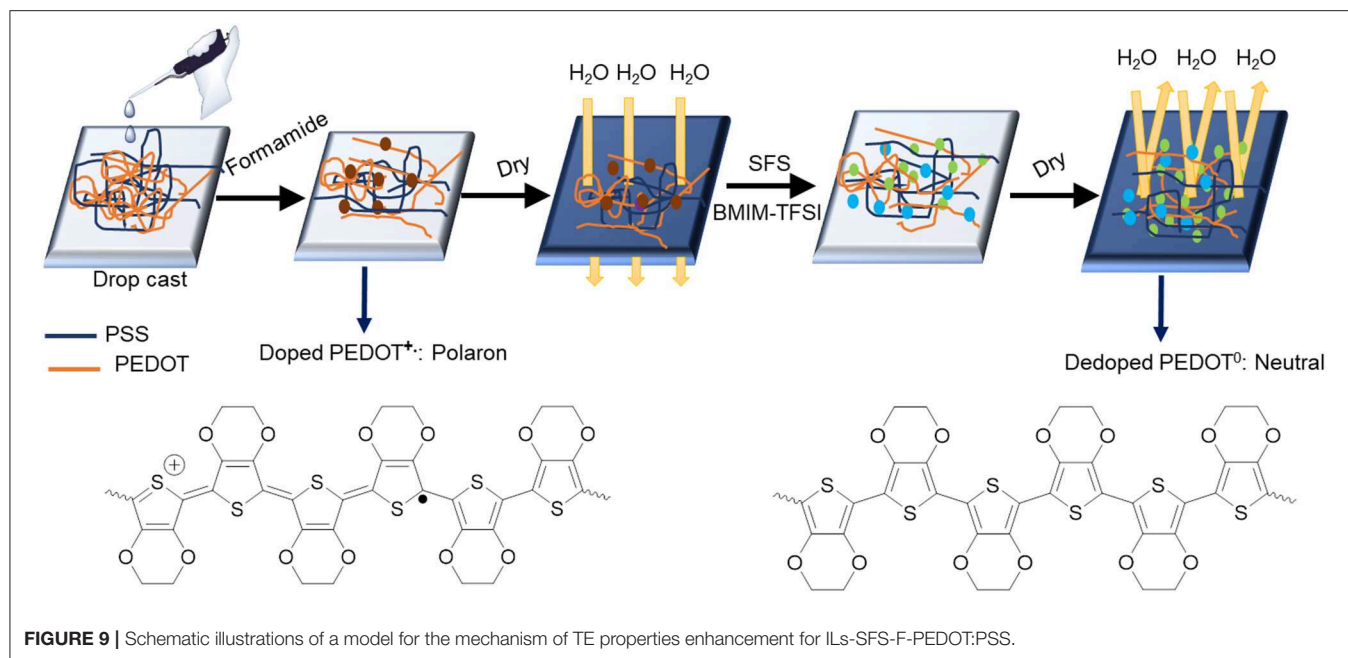 H₂O H₂O H₂O
H₂O H₂O H₂O
Formamide
Dry
SFS
BMIM-TFSI
Dry
Drop cast
PSS
PEDOT
Doped PEDOT⁺·: Polaron
Dedoped PEDOT⁰: Neutral
O O O O O O
S S S
S S S
O O O O O O
O O O O O O
S S S
S S S
O O O O O O
FIGURE 9 | Schematic illustrations of a model for the mechanism of TE properties enhancement for ILs-SFS-F-PEDOT:PSS.